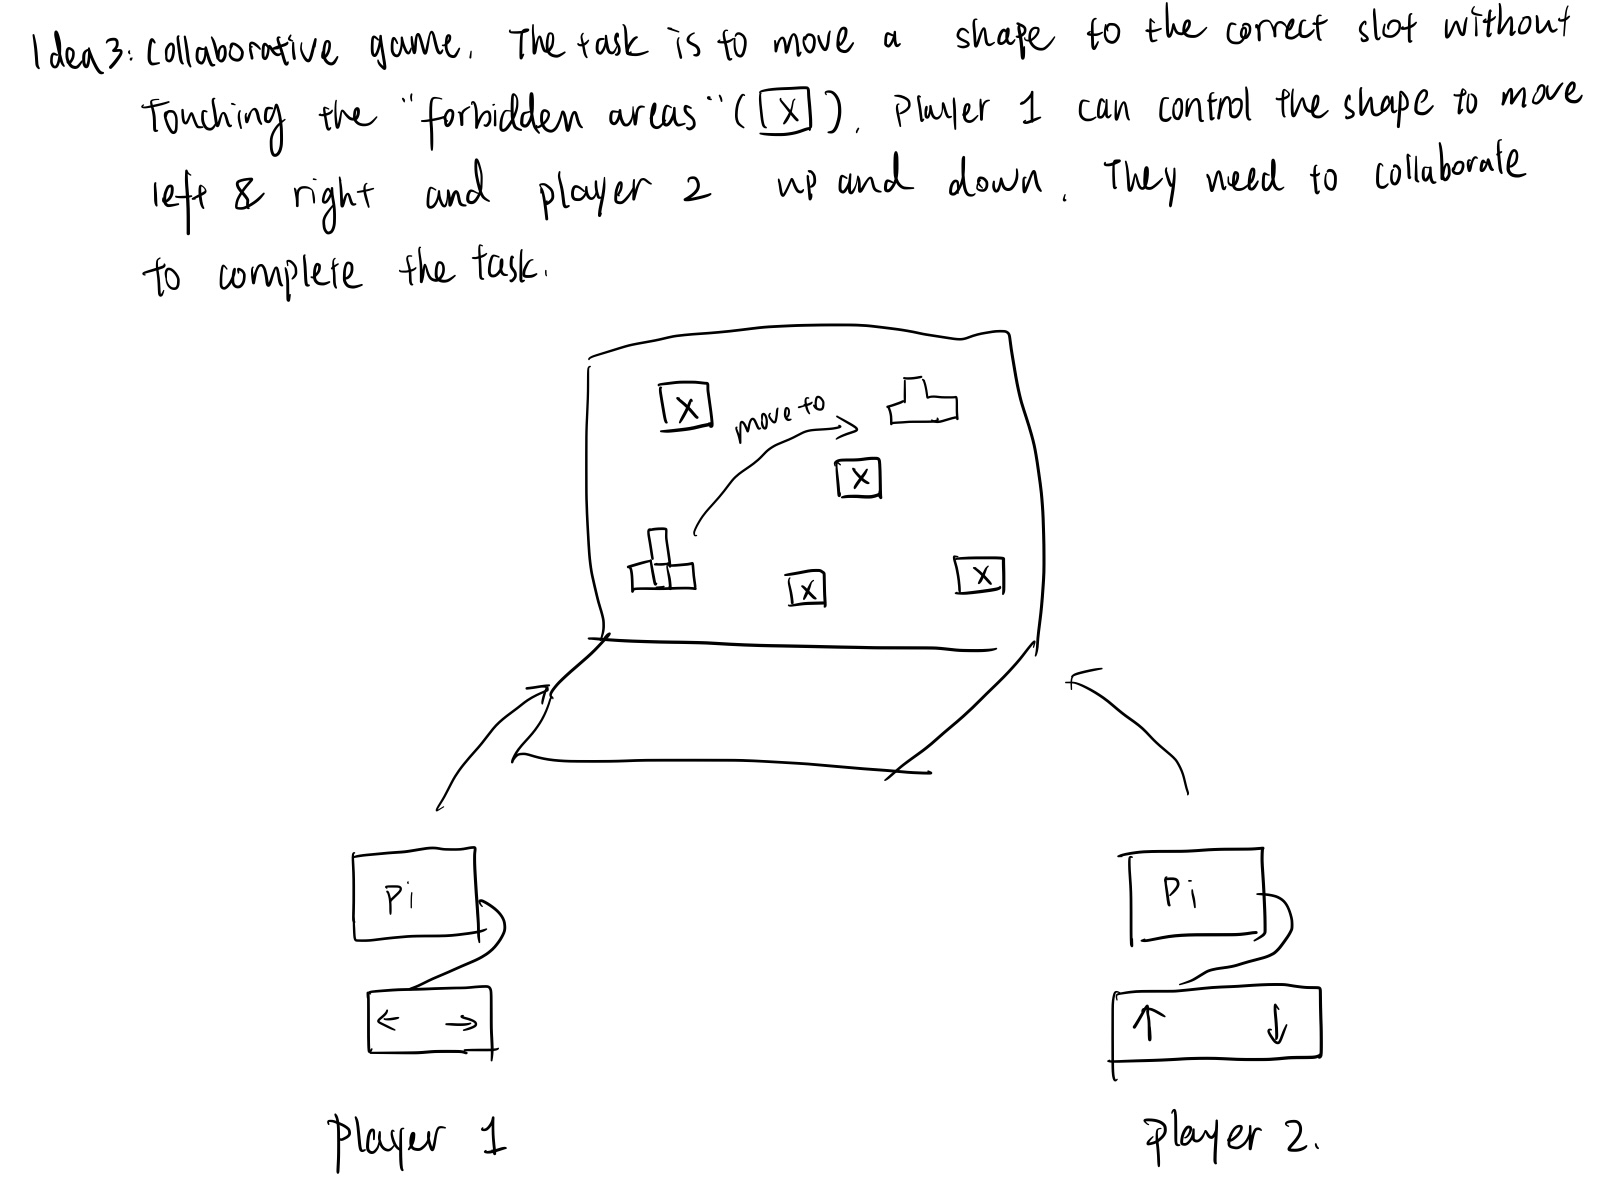 Idea 3: Collaborative game. The task is to move a shape to the correct slot without
Touching the "forbidden areas" ( X ). Player 1 can control the shape to move
left & right and player 2 up and down. They need to collaborate
to complete the task.
X
move to
X
X
X
Pi
Pi
← →
↑ ↓
player 1
player 2.